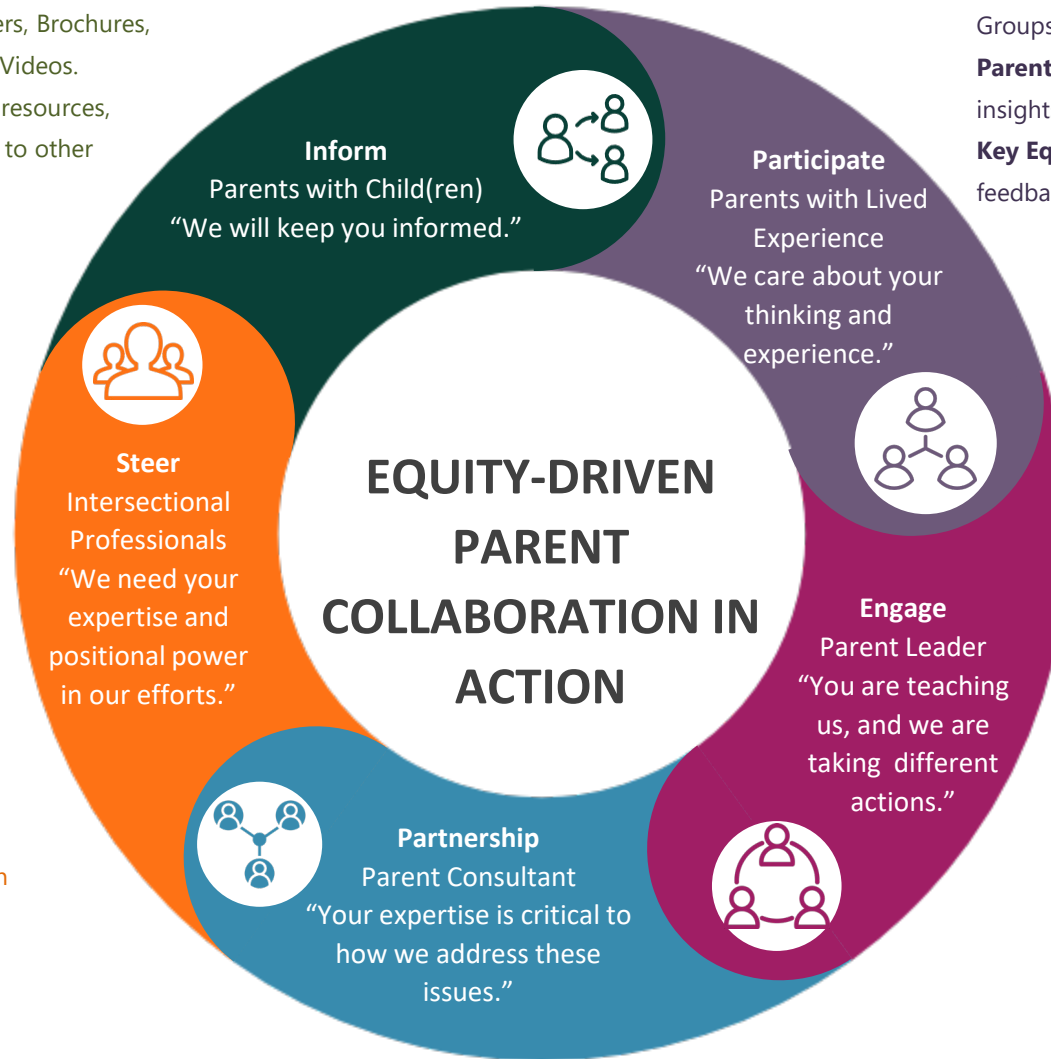 Brochures,
Videos.
resources,
to other
Groups
Parent
insight
Key
Inform
Parents with Child(ren)
“We will keep you informed.”
Participate
Parents with Lived
Experience
“We care about your
thinking and
experience.”
Steer
Intersectional
Professionals
“We need your
expertise and
positional power
in our efforts.”
EQUITY-DRIVEN
PARENT
COLLABORATION IN
ACTION
Engage
Parent Leader
“You are teaching
us, and we are
taking  different
actions.”
Partnership
Parent Consultant
“Your expertise is critical to
how we address these
issues.”